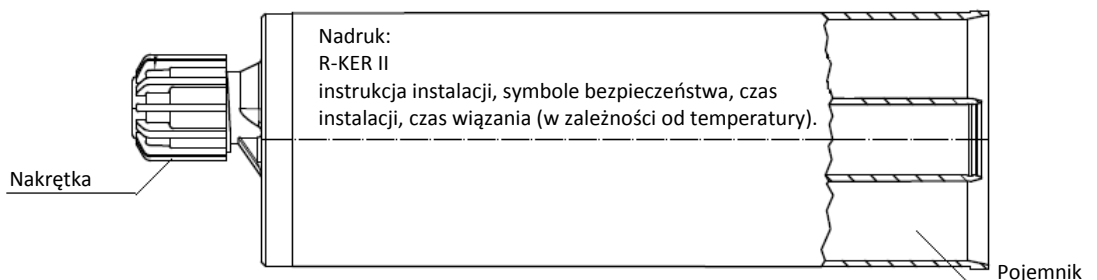 Nadruk:
R-KER II
instrukcja instalacji, symbole bezpieczeństwa, czas
instalacji, czas wiązania (w zależności od temperatury).
Nakrętka
Pojemnik